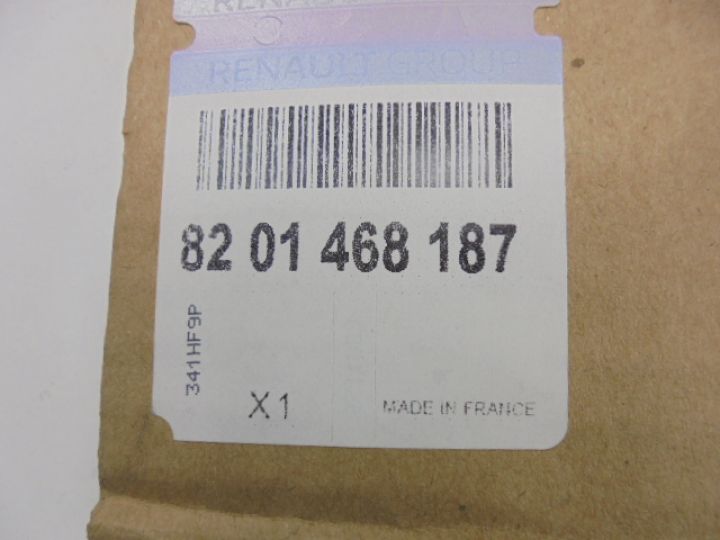 RENAULT GROUP
82 01 468 187
341HF9P
X1
MADE IN FRANCE